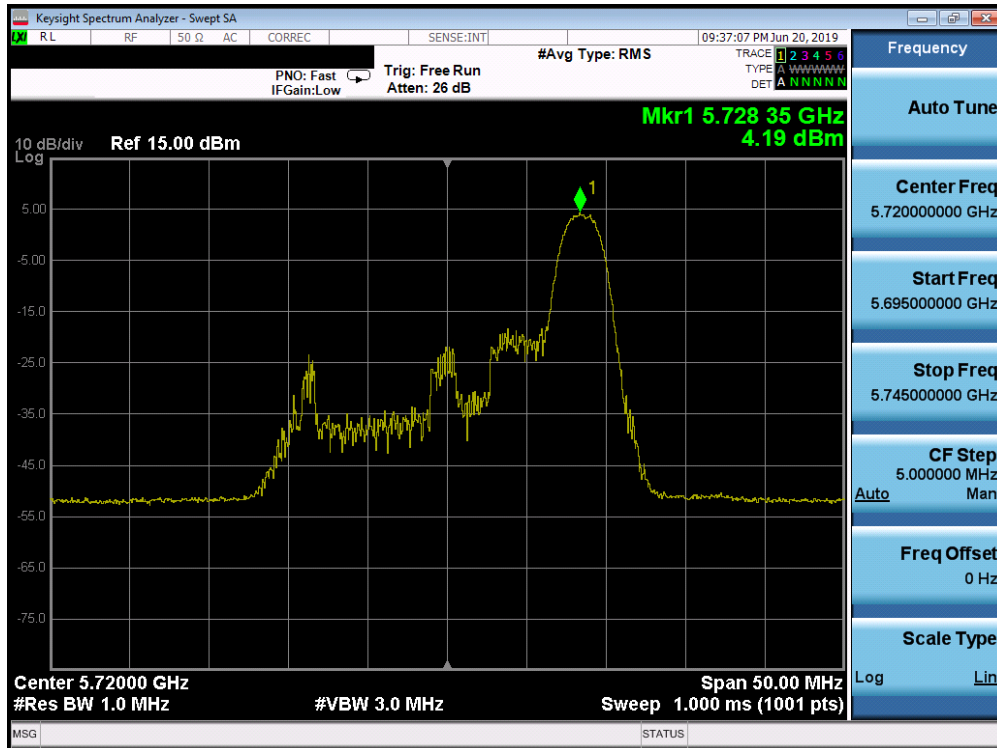 Keysight Spectrum Analyzer - Swept SA
LXI RL RF 50 Ω AC CORREC SENSE:INT 09:37:07 PM Jun 20, 2019
#Avg Type: RMS
TRACE 1 2 3 4 5 6
TYPE A WWWWW
DET A N N N N N
PNO: Fast
IFGain:Low
Trig: Free Run
Atten: 26 dB
Mkr1 5.728 35 GHz
4.19 dBm
10 dB/div Ref 15.00 dBm
Log
1
5.00
-5.00
-15.0
-25.0
-35.0
-45.0
-55.0
-65.0
-75.0
Center 5.72000 GHz Span 50.00 MHz
#Res BW 1.0 MHz #VBW 3.0 MHz Sweep 1.000 ms (1001 pts)
MSG STATUS
Frequency
Auto Tune
Center Freq
5.720000000 GHz
Start Freq
5.695000000 GHz
Stop Freq
5.745000000 GHz
CF Step
5.000000 MHz
Auto Man
Freq Offset
0 Hz
Scale Type
Log Lin